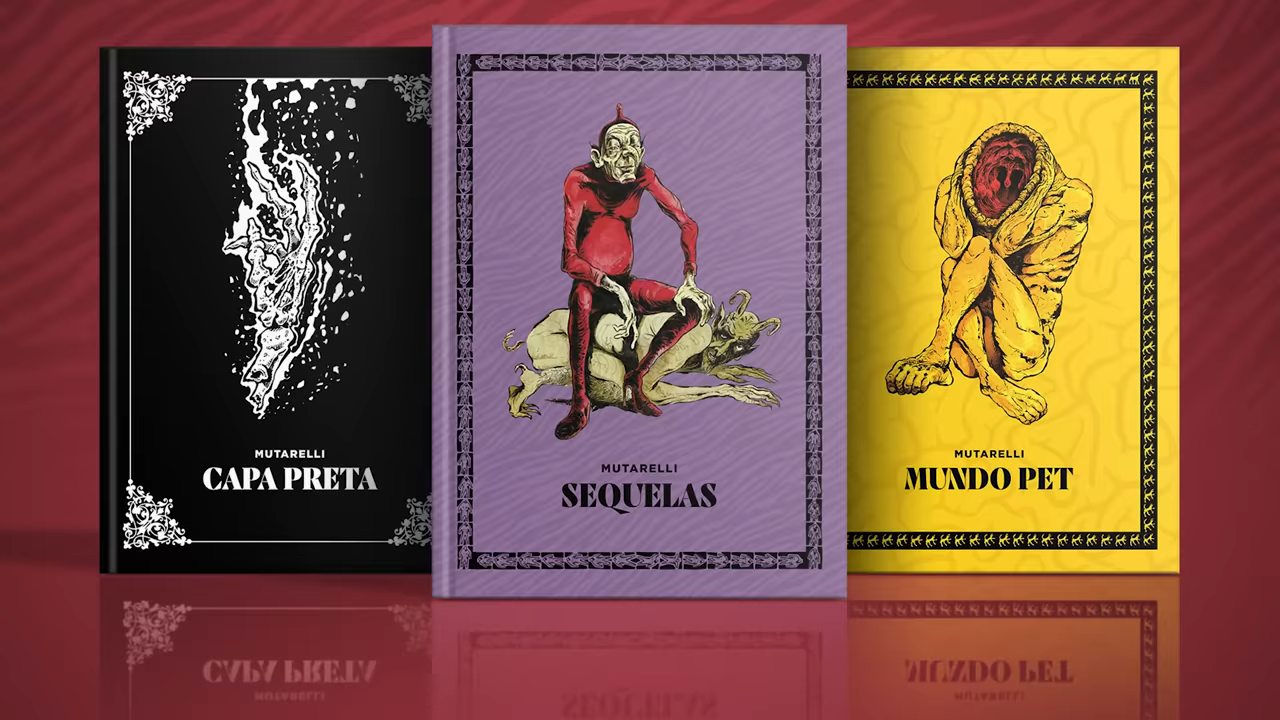 MUTARELLI
CAPA PRETA
MUTARELLI
SEQUELAS
MUTARELLI
MUNDO PET